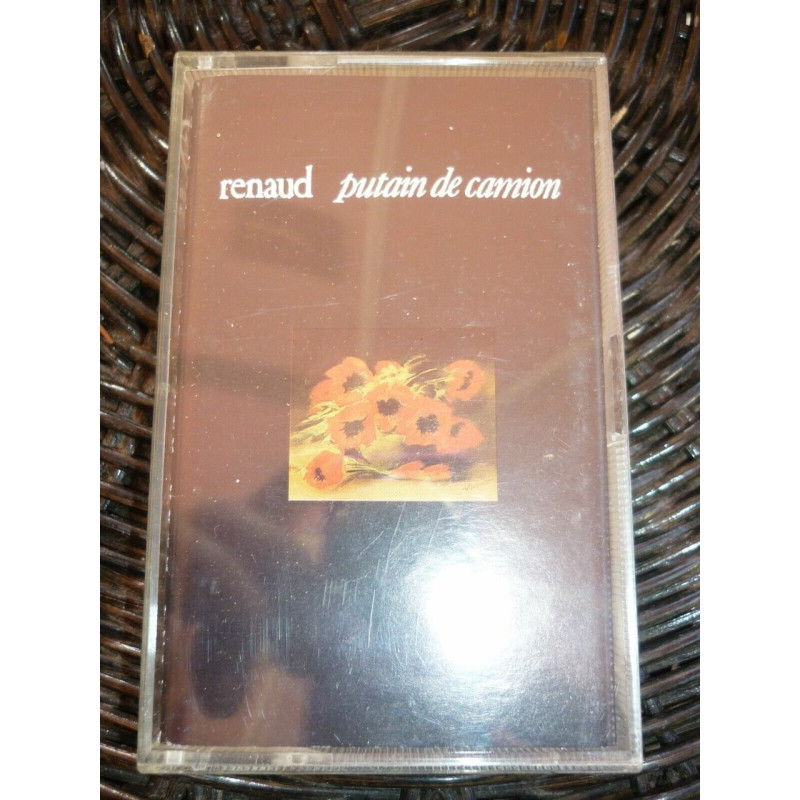 renaud putain de camion